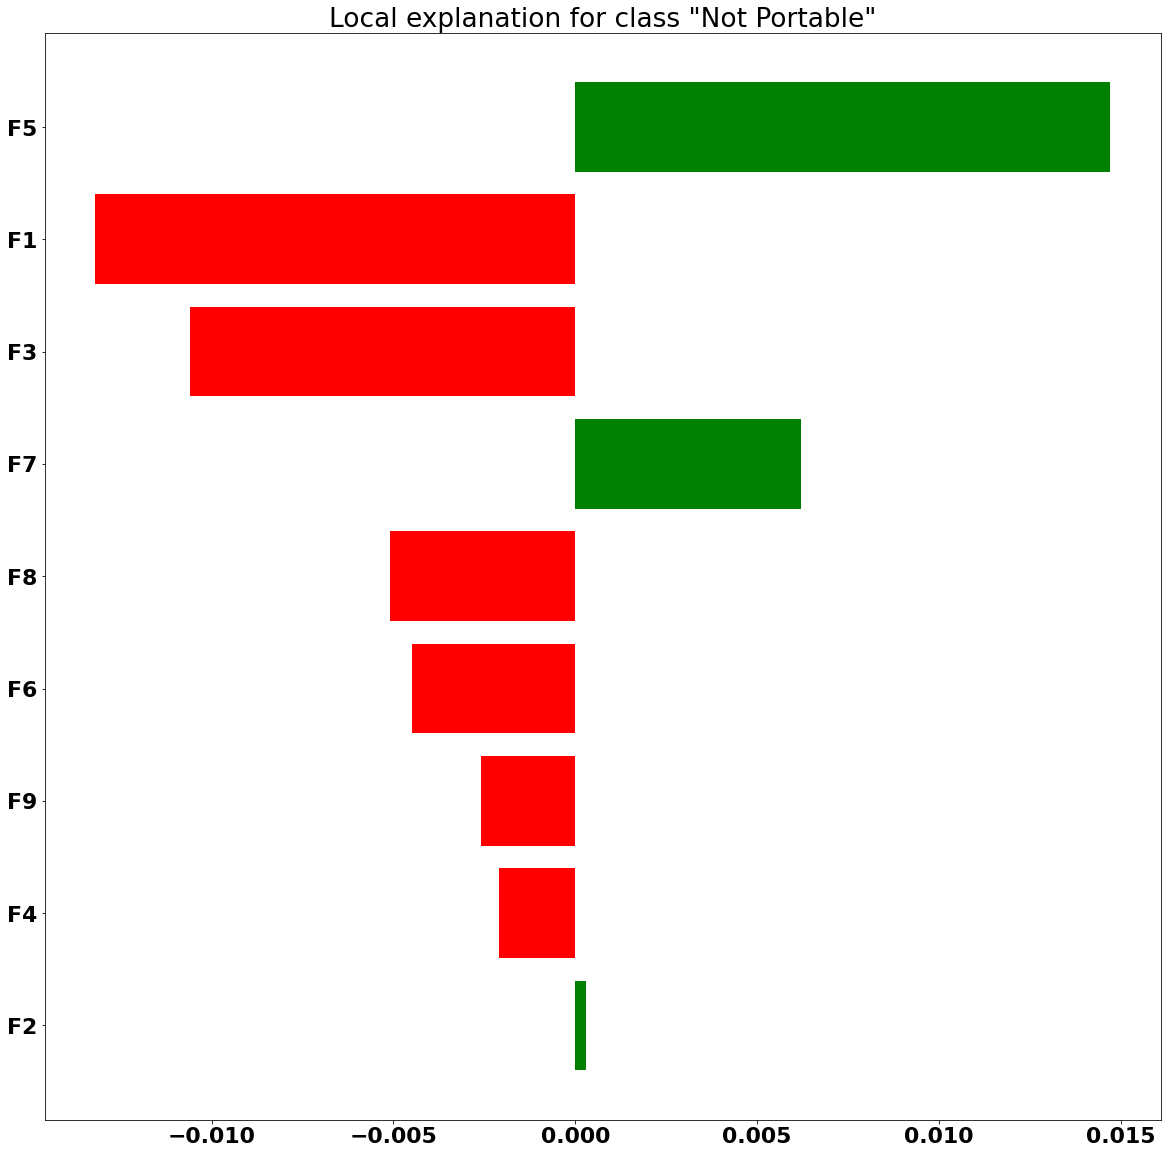 Local explanation for class "Not Portable"
F5
F1
F3
F7
F8
F6
F9
F4
F2
−0.010 −0.005 0.000 0.005 0.010 0.015